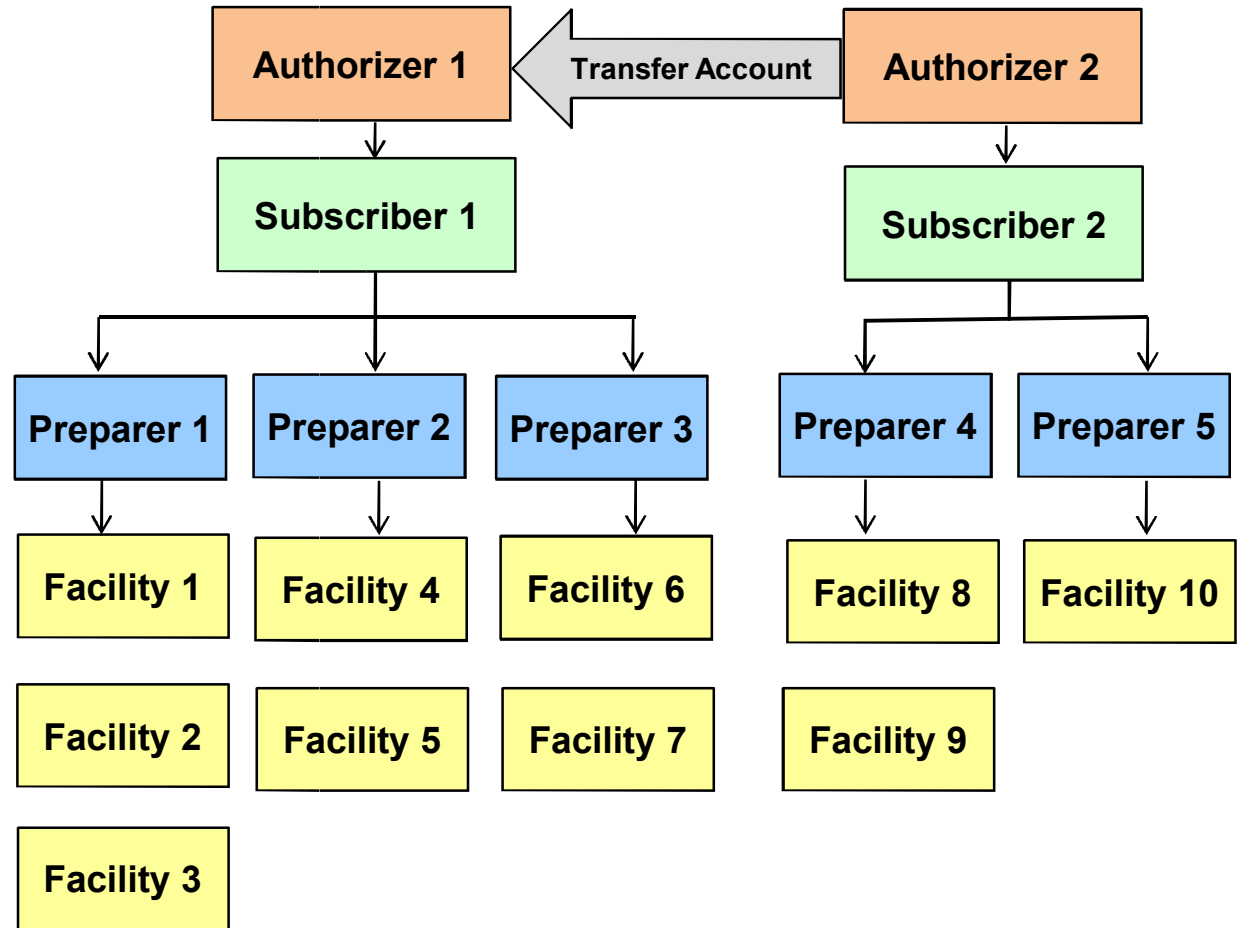 Authorizer 1
Transfer Account
Authorizer 2
Subscriber 1
Subscriber 2
Preparer 1
Preparer 2
Preparer 3
Preparer 4
Preparer 5
Facility 1
Facility 4
Facility 6
Facility 8
Facility 10
Facility 2
Facility 5
Facility 7
Facility 9
Facility 3